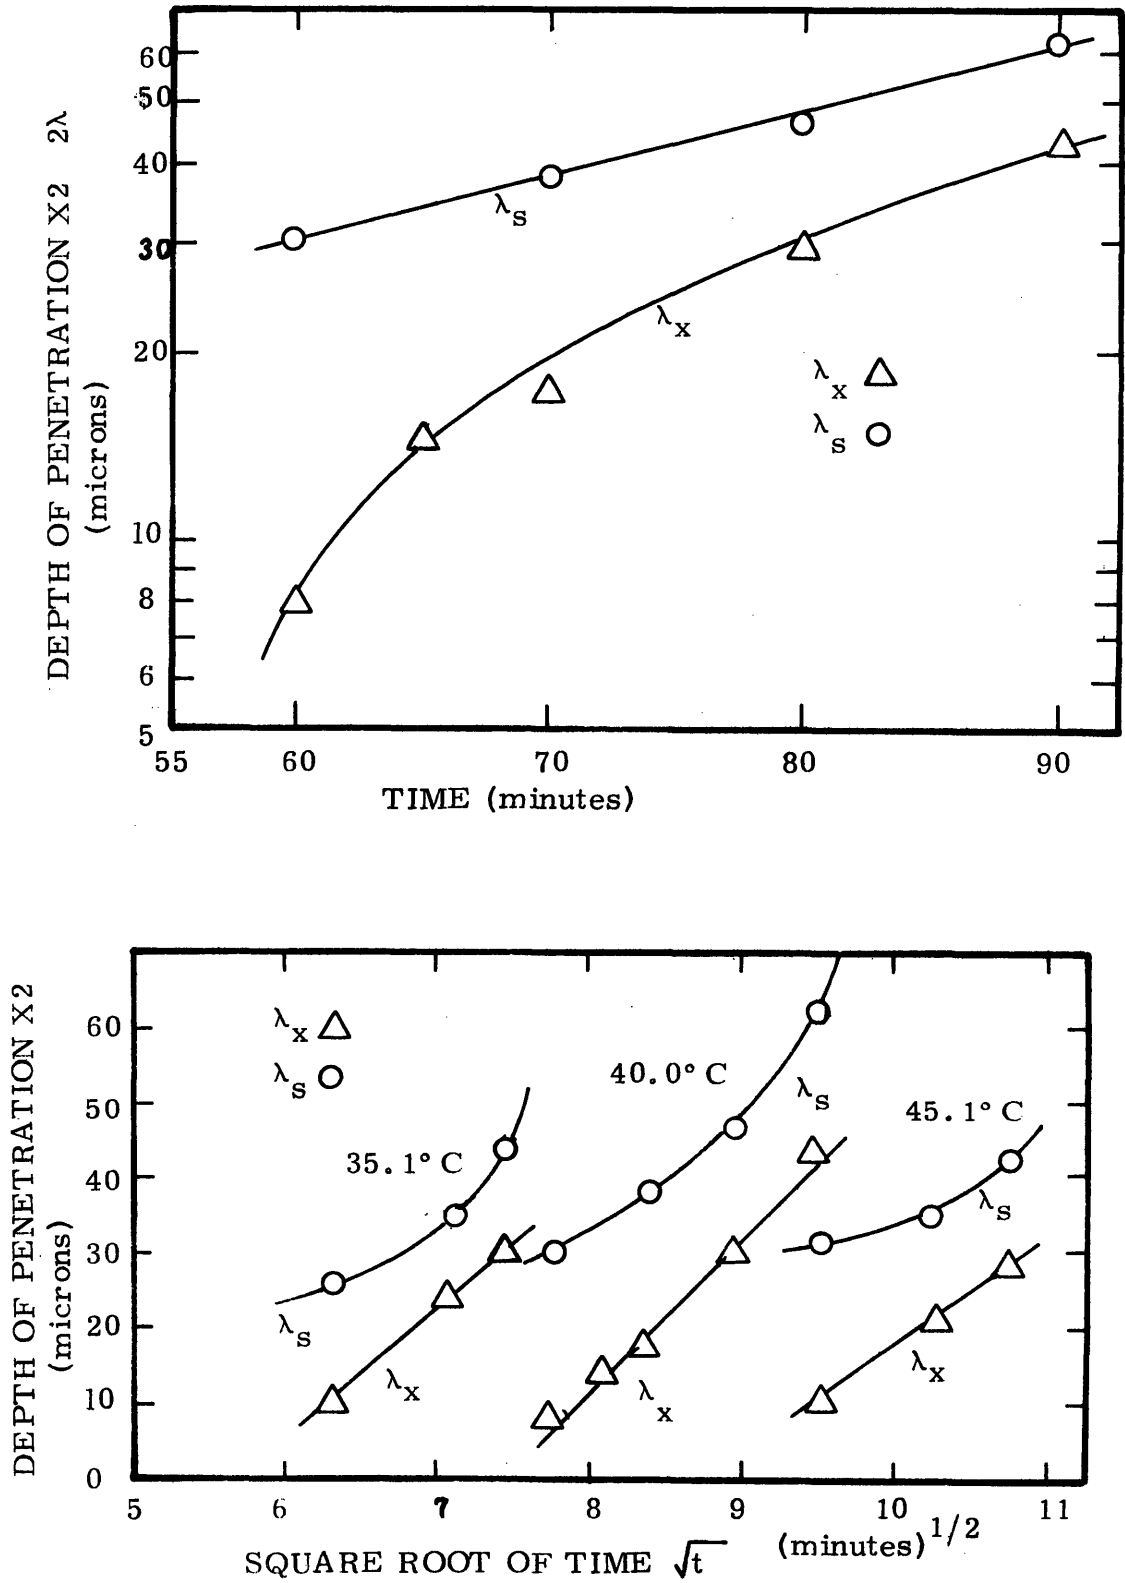 DEPTH OF PENETRATION X2 2λ
(microns)
60
50
40
30
20
10
8
6
5
λs
λx
λx
λs
55 60 70 80 90
TIME (minutes)
DEPTH OF PENETRATION X2
(microns)
60
50
40
30
20
10
0
λx
λs
35.1° C
40.0° C
45.1° C
λs
λs
λs
λx
λx
λx
5 6 7 8 9 10 11
SQUARE ROOT OF TIME √t (minutes)1/2